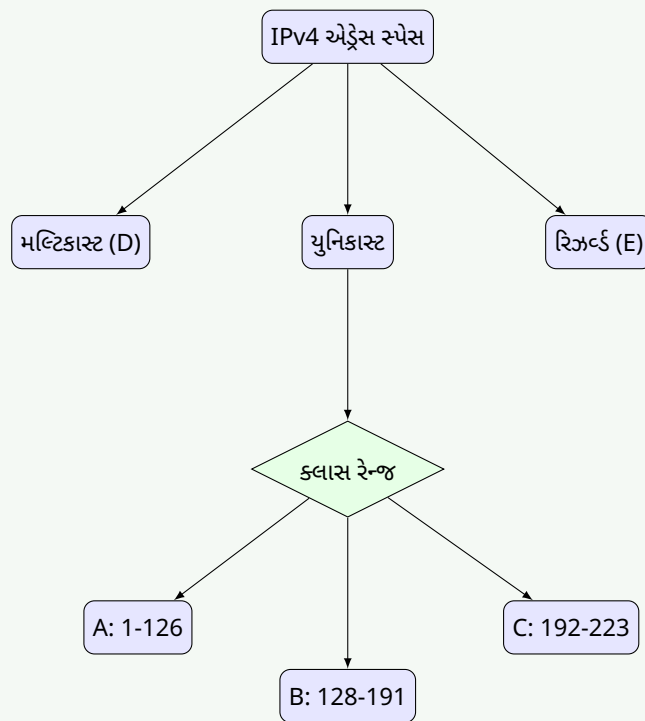 IPv4 એડ્રેસ સ્પેસ
મલ્ટિકાસ્ટ (D)
યુનિકાસ્ટ
રિઝર્વ્ડ (E)
ક્લાસ રેન્જ
A: 1-126
C: 192-223
B: 128-191